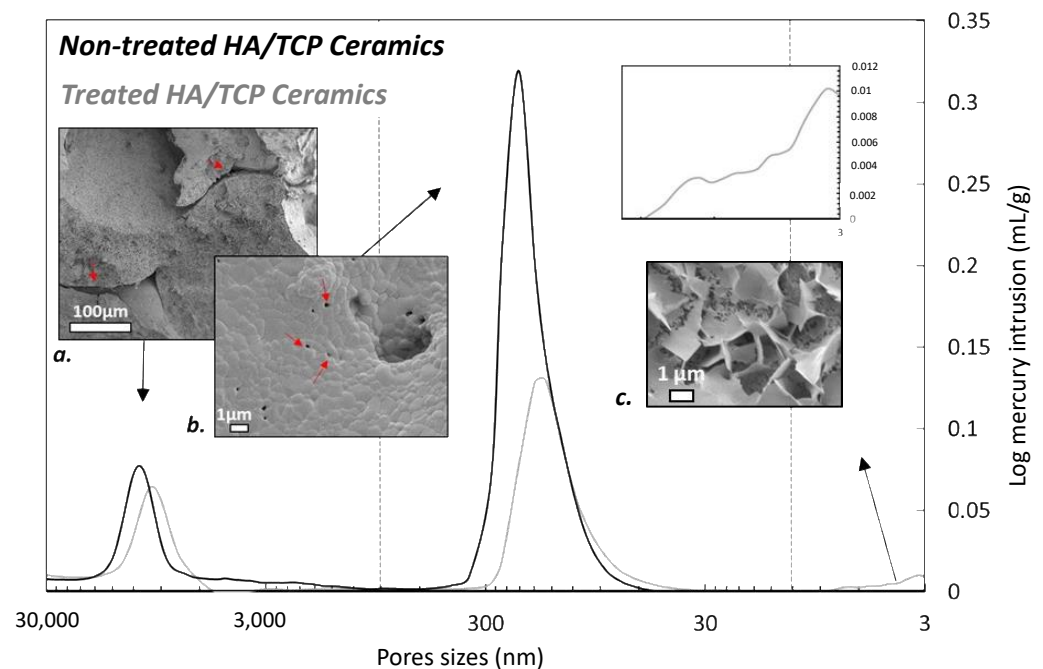 Non-treated HA/TCP Ceramics
Treated HA/TCP Ceramics
100µm
a.
1µm
b.
1 µm
c.
0.012
0.01
0.008
0.006
0.004
0.002
0
3
0.35
0.3
0.25
0.2
0.15
0.1
0.05
0
Log mercury intrusion (mL/g)
30,000 3,000 300 30 3
Pores sizes (nm)